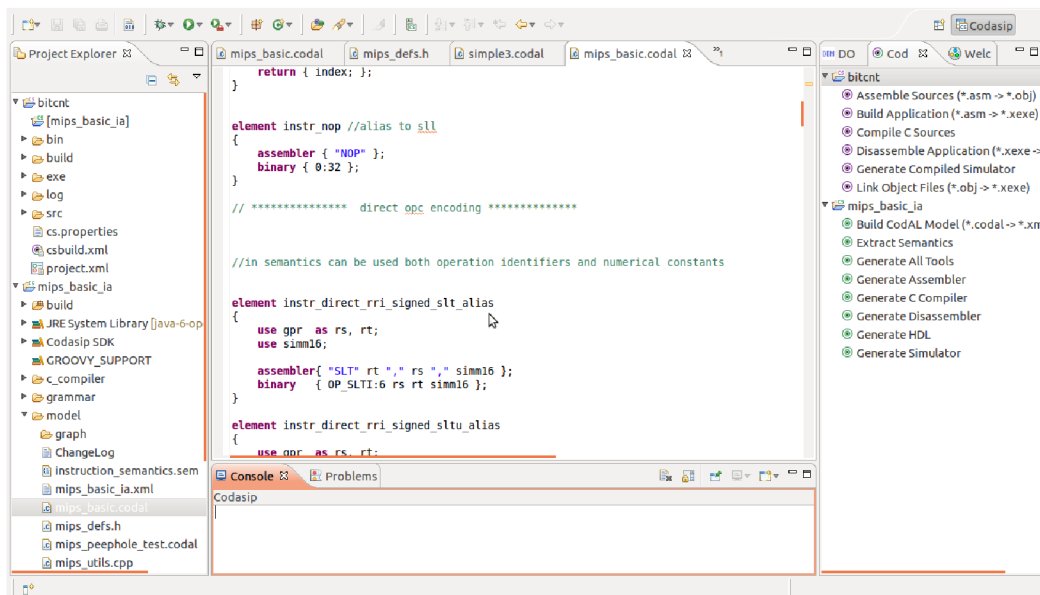 Codasip
Project Explorer
bitcnt
[mips_basic_ia]
bin
build
exe
log
src
cs.properties
csbuild.xml
project.xml
mips_basic_ia
build
JRE System Library [java-6-op
Codasip SDK
GROOVY_SUPPORT
c_compiler
grammar
model
graph
ChangeLog
instruction_semantics.sem
mips_basic_ia.xml
mips_basic.codal
mips_defs.h
mips_peephole_test.codal
mips_utils.cpp
mips_basic.codal mips_defs.h simple3.codal mips_basic.codal »1
return { index; };
}
element instr_nop //alias to sll
{
assembler { "NOP" };
binary { 0:32 };
}
// *************** direct opc encoding **************
//in semantics can be used both operation identifiers and numerical constants
element instr_direct_rri_signed_slt_alias
{
use gpr as rs, rt;
use simm16;
assembler{ "SLT" rt "," rs "," simm16 };
binary { OP_SLTI:6 rs rt simm16 };
}
element instr_direct_rri_signed_sltu_alias
{
use gpr as rs, rt;
Console Problems
Codasip
DO Cod Welc
bitcnt
Assemble Sources (*.asm -> *.obj)
Build Application (*.asm -> *.xexe)
Compile C Sources
Disassemble Application (*.xexe -
Generate Compiled Simulator
Link Object Files (*.obj -> *.xexe)
mips_basic_ia
Build CodAL Model (*.codal -> *.xm
Extract Semantics
Generate All Tools
Generate Assembler
Generate C Compiler
Generate Disassembler
Generate HDL
Generate Simulator